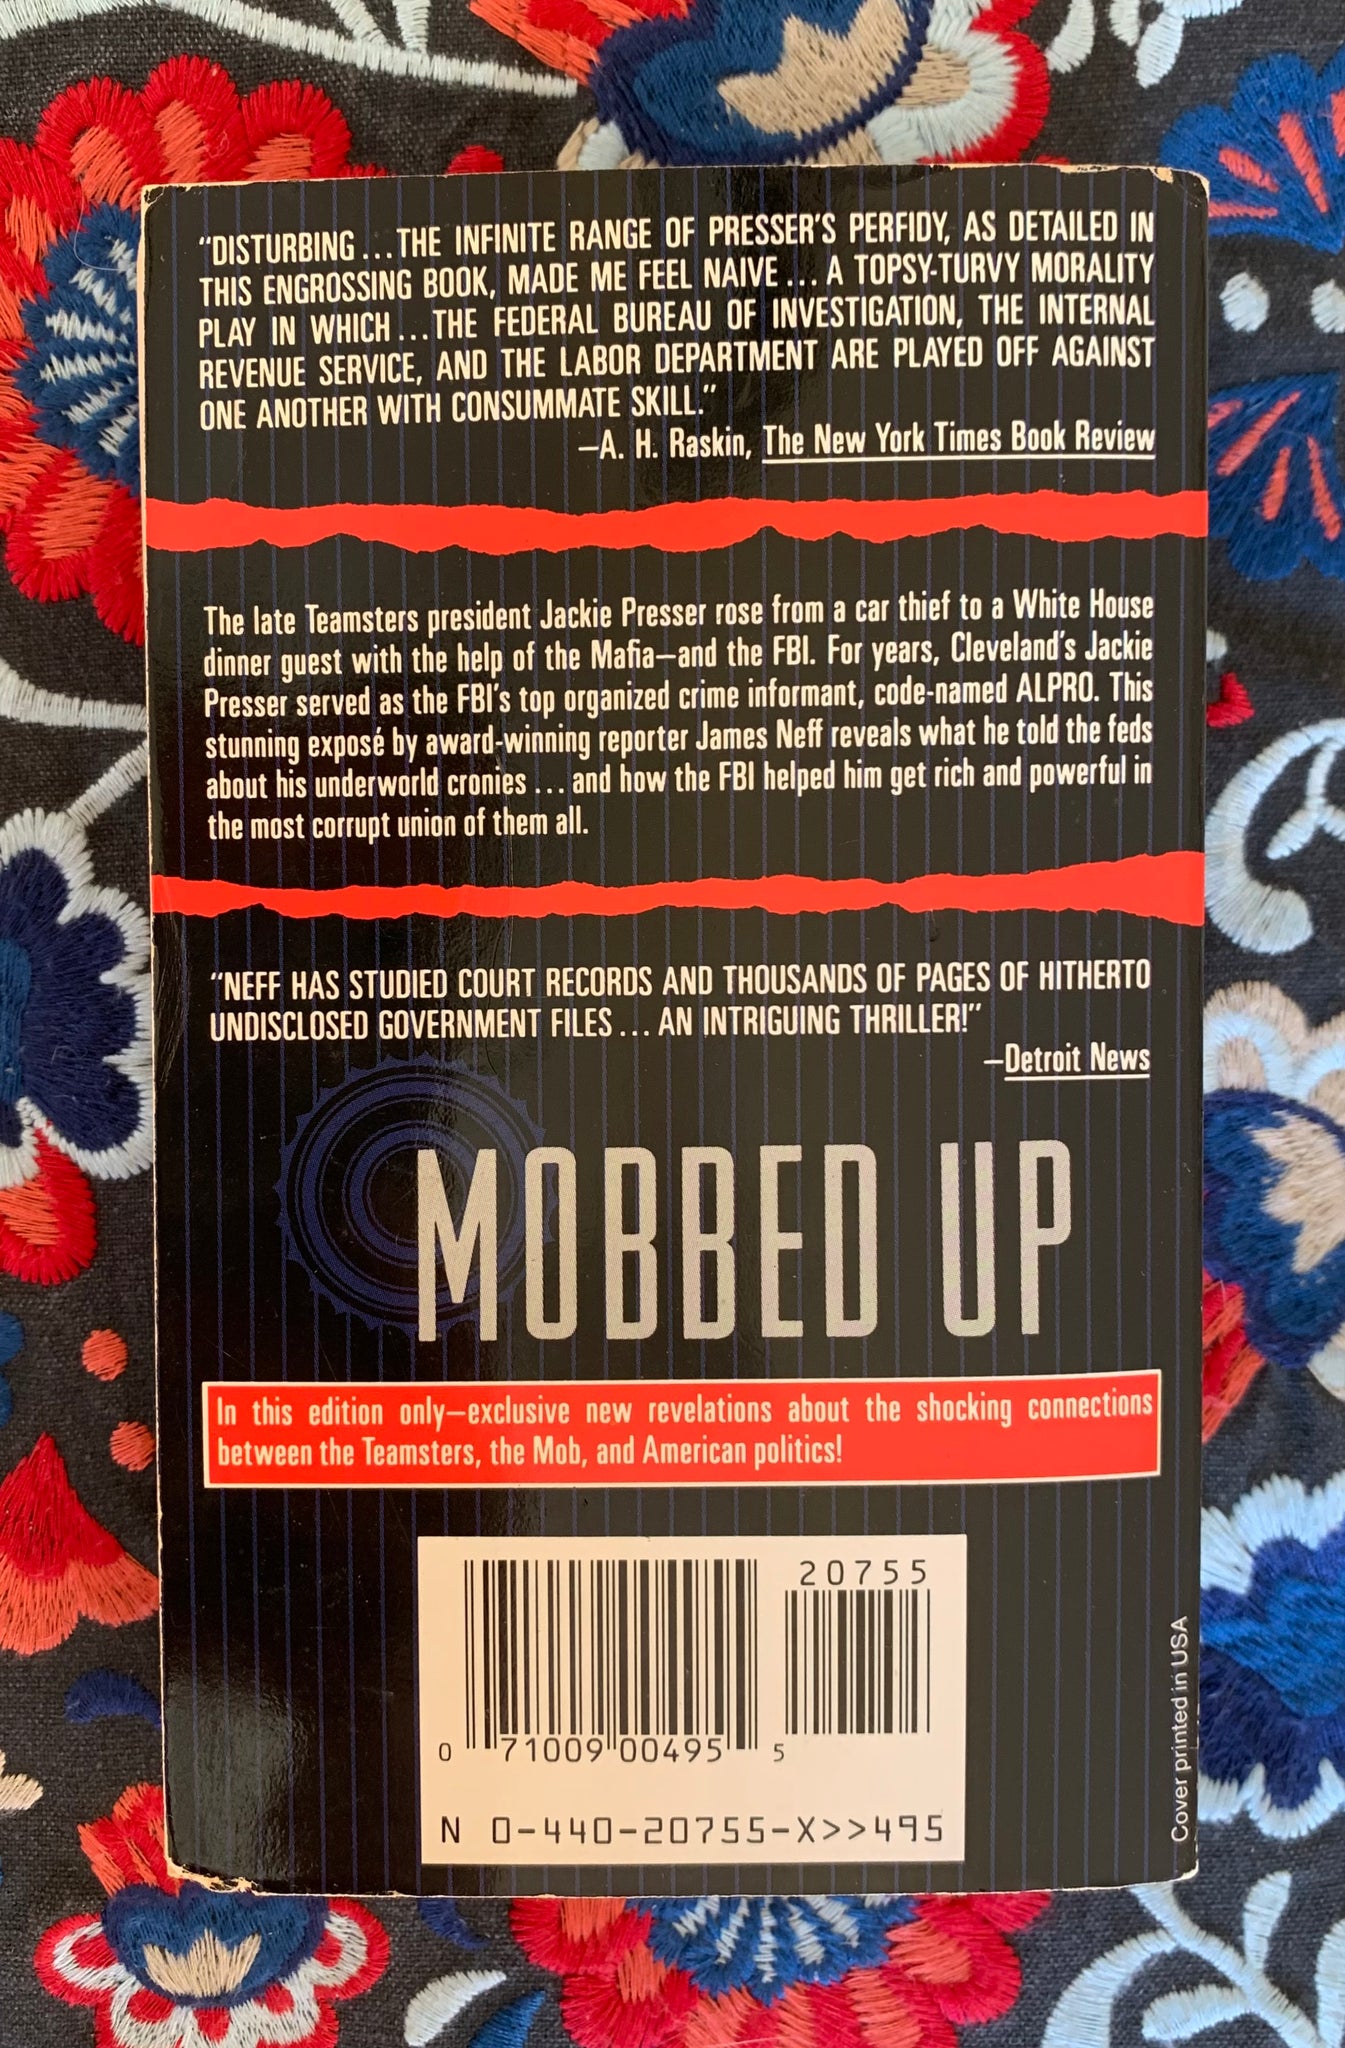 “DISTURBING...THE INFINITE RANGE OF PRESSER’S PERFIDY, AS DETAILED IN
THIS ENGROSSING BOOK, MADE ME FEEL NAIVE... A TOPSY-TURVY MORALITY
PLAY IN WHICH...THE FEDERAL BUREAU OF INVESTIGATION, THE INTERNAL
REVENUE SERVICE, AND THE LABOR DEPARTMENT ARE PLAYED OFF AGAINST
ONE ANOTHER WITH CONSUMMATE SKILL.”
—A. H. Raskin, The New York Times Book Review
The late Teamsters president Jackie Presser rose from a car thief to a White House
dinner guest with the help of the Mafia—and the FBI. For years, Cleveland’s Jackie
Presser served as the FBI’s top organized crime informant, code-named ALPRO. This
stunning exposé by award-winning reporter James Neff reveals what he told the feds
about his underworld cronies ... and how the FBI helped him get rich and powerful in
the most corrupt union of them all.
“NEFF HAS STUDIED COURT RECORDS AND THOUSANDS OF PAGES OF HITHERTO
UNDISCLOSED GOVERNMENT FILES... AN INTRIGUING THRILLER!”
—Detroit News
MOBBED UP
In this edition only—exclusive new revelations about the shocking connections
between the Teamsters, the Mob, and American politics!
20755
0 71009 00495 5
N 0-440-20755-X>>495
Cover printed in USA